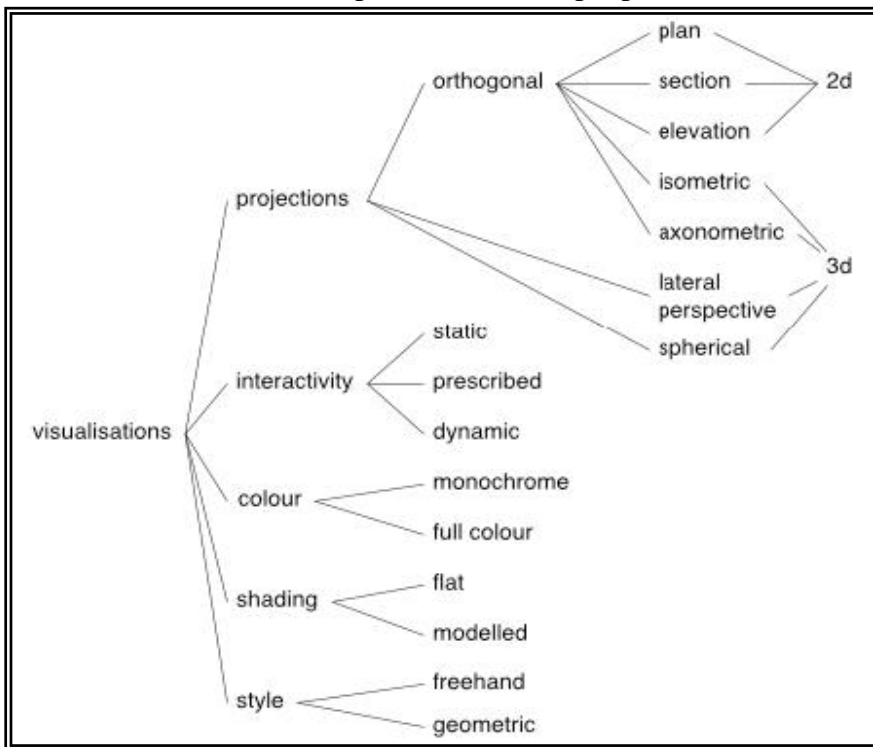 plan
orthogonal
section
2d
elevation
isometric
projections
axonometric
3d
lateral
perspective
static
spherical
interactivity
prescribed
visualisations
dynamic
monochrome
colour
full colour
flat
shading
modelled
freehand
style
geometric